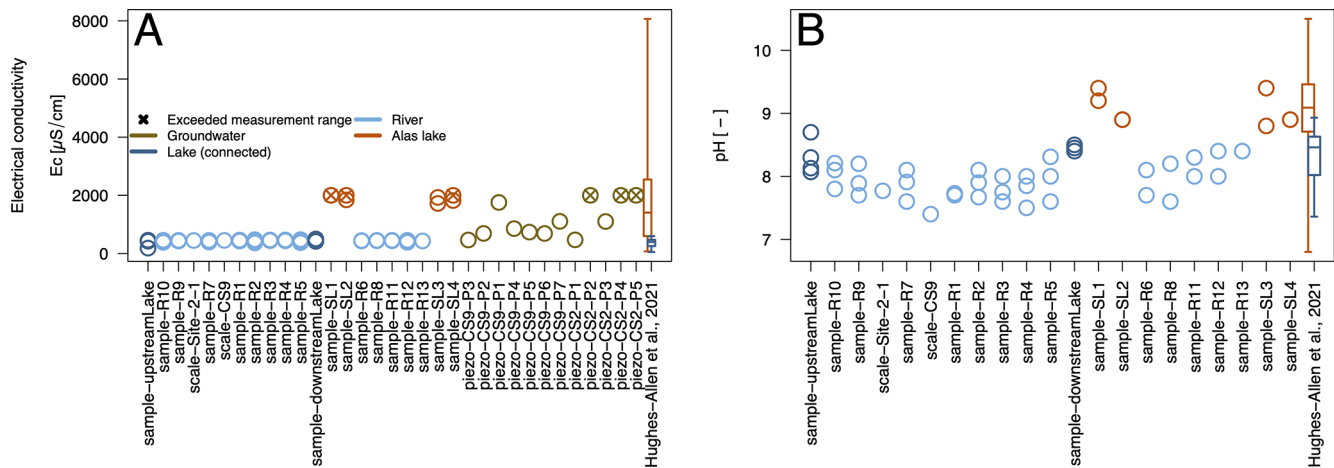 A
Electrical conductivity
Ec [µS/cm]
8000
6000
4000
2000
0
Exceeded measurement range
Groundwater
Lake (connected)
River
Alas lake
sample−upstreamLake
sample−R10
sample−R9
scale−Site−2−1
sample−R7
scale−CS9
sample−R1
sample−R2
sample−R3
sample−R4
sample−R5
sample−downstreamLake
sample−SL1
sample−SL2
sample−R6
sample−R8
sample−R11
sample−R12
sample−R13
sample−SL3
sample−SL4
piezo−CS9−P3
piezo−CS9−P2
piezo−CS9−P1
piezo−CS9−P4
piezo−CS9−P5
piezo−CS9−P6
piezo−CS9−P7
piezo−CS2−P1
piezo−CS2−P2
piezo−CS2−P3
piezo−CS2−P4
piezo−CS2−P5
Hughes−Allen et al., 2021
B
pH [ − ]
10
9
8
7
sample−upstreamLake
sample−R10
sample−R9
scale−Site−2−1
sample−R7
scale−CS9
sample−R1
sample−R2
sample−R3
sample−R4
sample−R5
sample−downstreamLake
sample−SL1
sample−SL2
sample−R6
sample−R8
sample−R11
sample−R12
sample−R13
sample−SL3
sample−SL4
Hughes−Allen et al., 2021